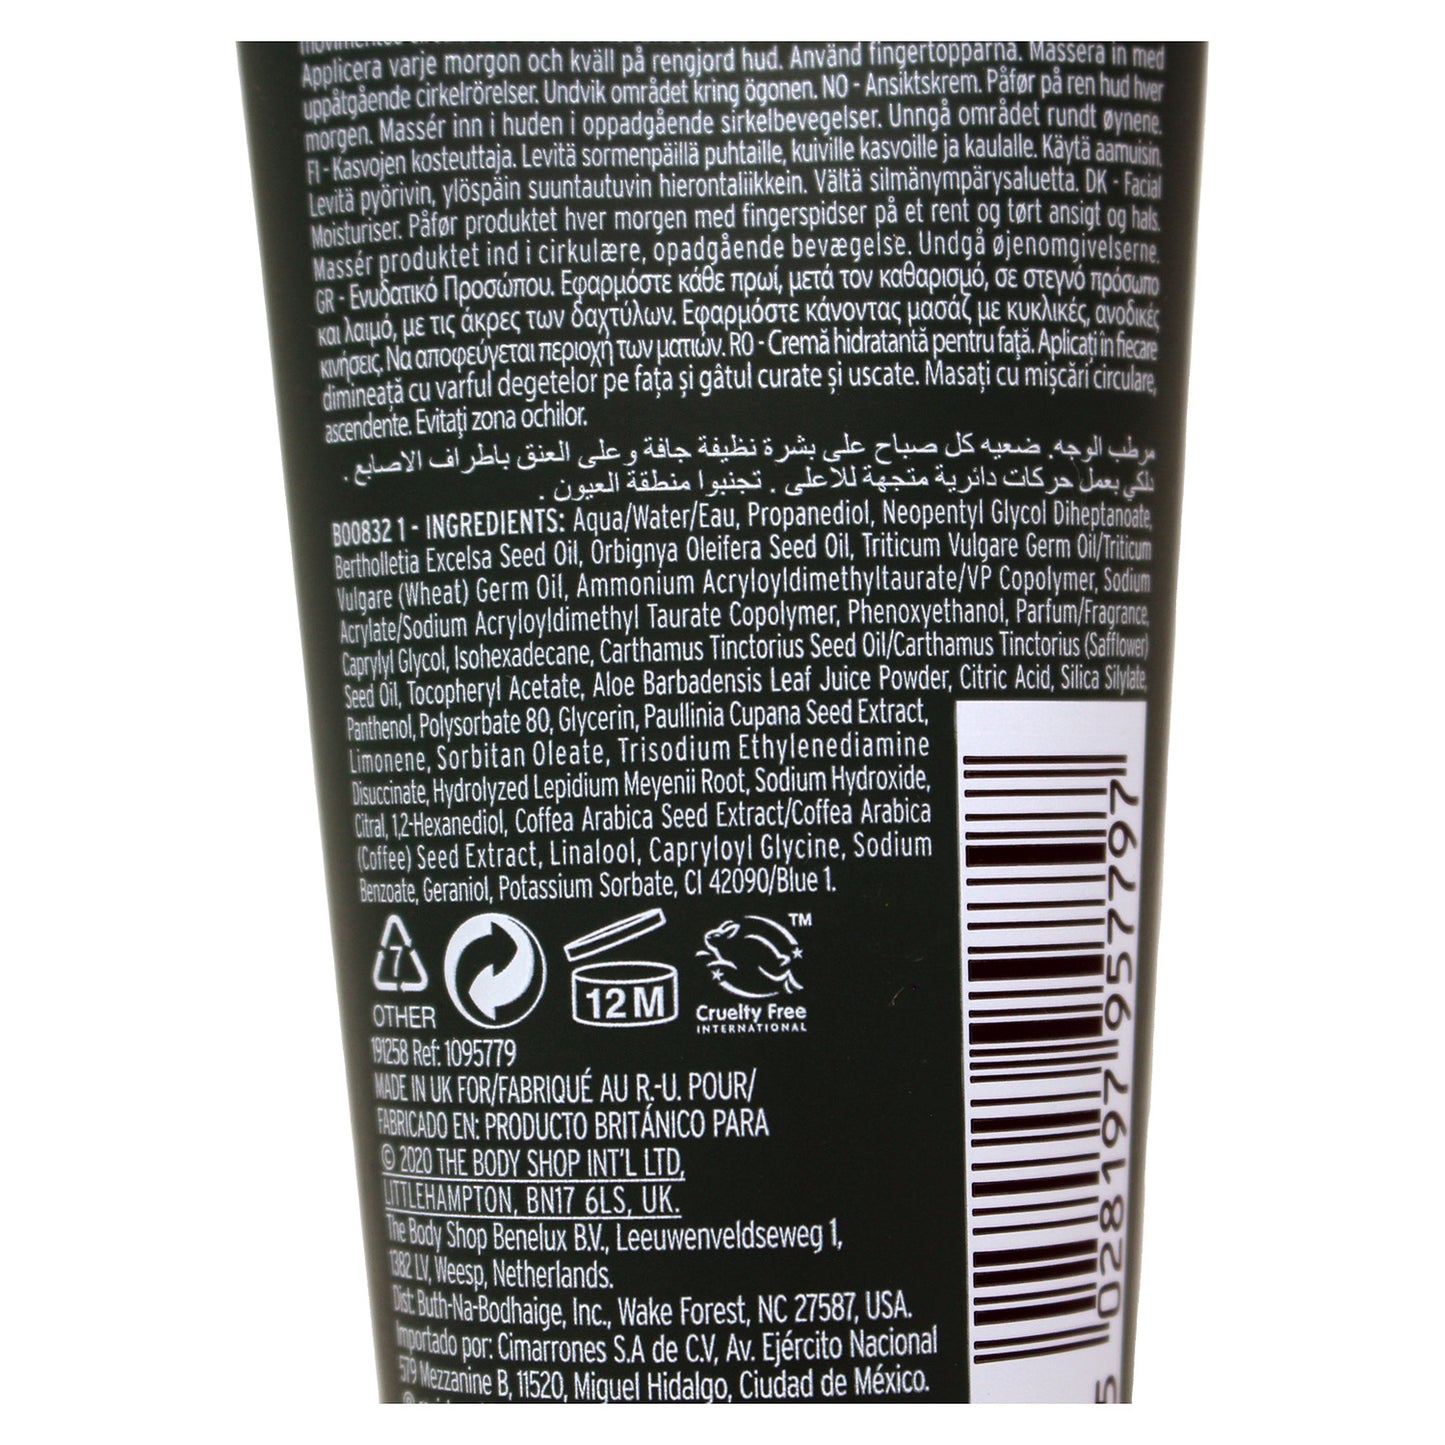 Applicera varje morgon och kväll på rengjord hud. Använd fingertopparna. Massera in med
uppåtgående cirkelrörelser. Undvik området kring ögonen. NO - Ansiktskrem. Påfør på ren hud hver
morgen. Massér inn i huden i oppadgående sirkelbevegelser. Unngå området rundt øynene.
FI - Kasvojen kosteuttaja. Levitä sormenpäillä puhtaille, kuiville kasvoille ja kaulalle. Käytä aamuisin.
Levitä pyörivin, ylöspäin suuntautuvin hierontaliikkein. Vältä silmänympärysaluetta. DK - Facial
Moisturiser. Påfør produktet hver morgen med fingerspidser på et rent og tørt ansigt og hals.
Massér produktet ind i cirkulære, opadgående bevægelse. Undgå øjenomgivelserne.
GR - Ενυδατικό Προσώπου. Εφαρμόστε κάθε πρωί, μετά τον καθαρισμό, σε στεγνό πρόσωπο
και λαιμό, με τις άκρες των δαχτύλων. Εφαρμόστε κάνοντας μασάζ με κυκλικές, ανοδικές
κινήσεις. Να αποφεύγεται περιοχή των ματιών. RO - Cremă hidratantă pentru față. Aplicați în fiecare
dimineață cu varful degetelor pe fața și gâtul curate și uscate. Masați cu mișcări circulare,
ascendente. Evitați zona ochilor.
مرطب الوجه. ضعيه كل صباح على بشرة نظيفة جافة وعلى العنق باطراف الاصابع .
دلكي بعمل حركات دائرية متجهة للأعلى . تجنبوا منطقة العيون .
B00832 1 - INGREDIENTS: Aqua/Water/Eau, Propanediol, Neopentyl Glycol Diheptanoate,
Bertholletia Excelsa Seed Oil, Orbignya Oleifera Seed Oil, Triticum Vulgare Germ Oil/Triticum
Vulgare (Wheat) Germ Oil, Ammonium Acryloyldimethyltaurate/VP Copolymer, Sodium
Acrylate/Sodium Acryloyldimethyl Taurate Copolymer, Phenoxyethanol, Parfum/Fragrance,
Caprylyl Glycol, Isohexadecane, Carthamus Tinctorius Seed Oil/Carthamus Tinctorius (Safflower)
Seed Oil, Tocopheryl Acetate, Aloe Barbadensis Leaf Juice Powder, Citric Acid, Silica Silylate,
Panthenol, Polysorbate 80, Glycerin, Paullinia Cupana Seed Extract,
Limonene, Sorbitan Oleate, Trisodium Ethylenediamine
Disuccinate, Hydrolyzed Lepidium Meyenii Root, Sodium Hydroxide,
Citral, 1,2-Hexanediol, Coffea Arabica Seed Extract/Coffea Arabica
(Coffee) Seed Extract, Linalool, Capryloyl Glycine, Sodium
Benzoate, Geraniol, Potassium Sorbate, CI 42090/Blue 1.
7
OTHER
12 M
TM
Cruelty Free
INTERNATIONAL
191258 Ref: 1095779
MADE IN UK FOR/FABRIQUÉ AU R.-U. POUR/
FABRICADO EN: PRODUCTO BRITÁNICO PARA
© 2020 THE BODY SHOP INT'L LTD,
LITTLEHAMPTON, BN17 6LS, UK.
The Body Shop Benelux B.V., Leeuwenveldseweg 1,
1382 LV, Weesp, Netherlands.
Dist: Buth-Na-Bodhaige, Inc., Wake Forest, NC 27587, USA.
Importado por: Cimarrones S.A de C.V, Av. Ejército Nacional
579 Mezzanine B, 11520, Miguel Hidalgo, Ciudad de México.
5 028197 957797